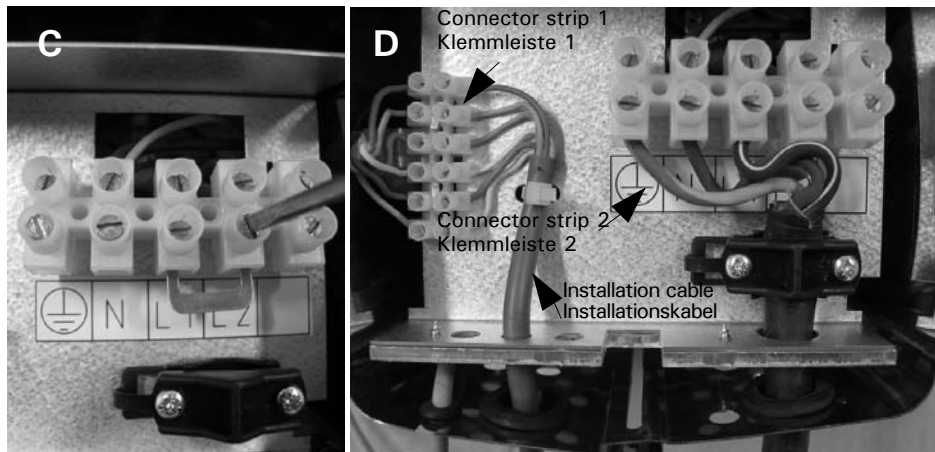 C
N L1 L2
D
Connector strip 1
Klemmleiste 1
Connector strip 2
Klemmleiste 2
N
Installation cable
Installationskabel